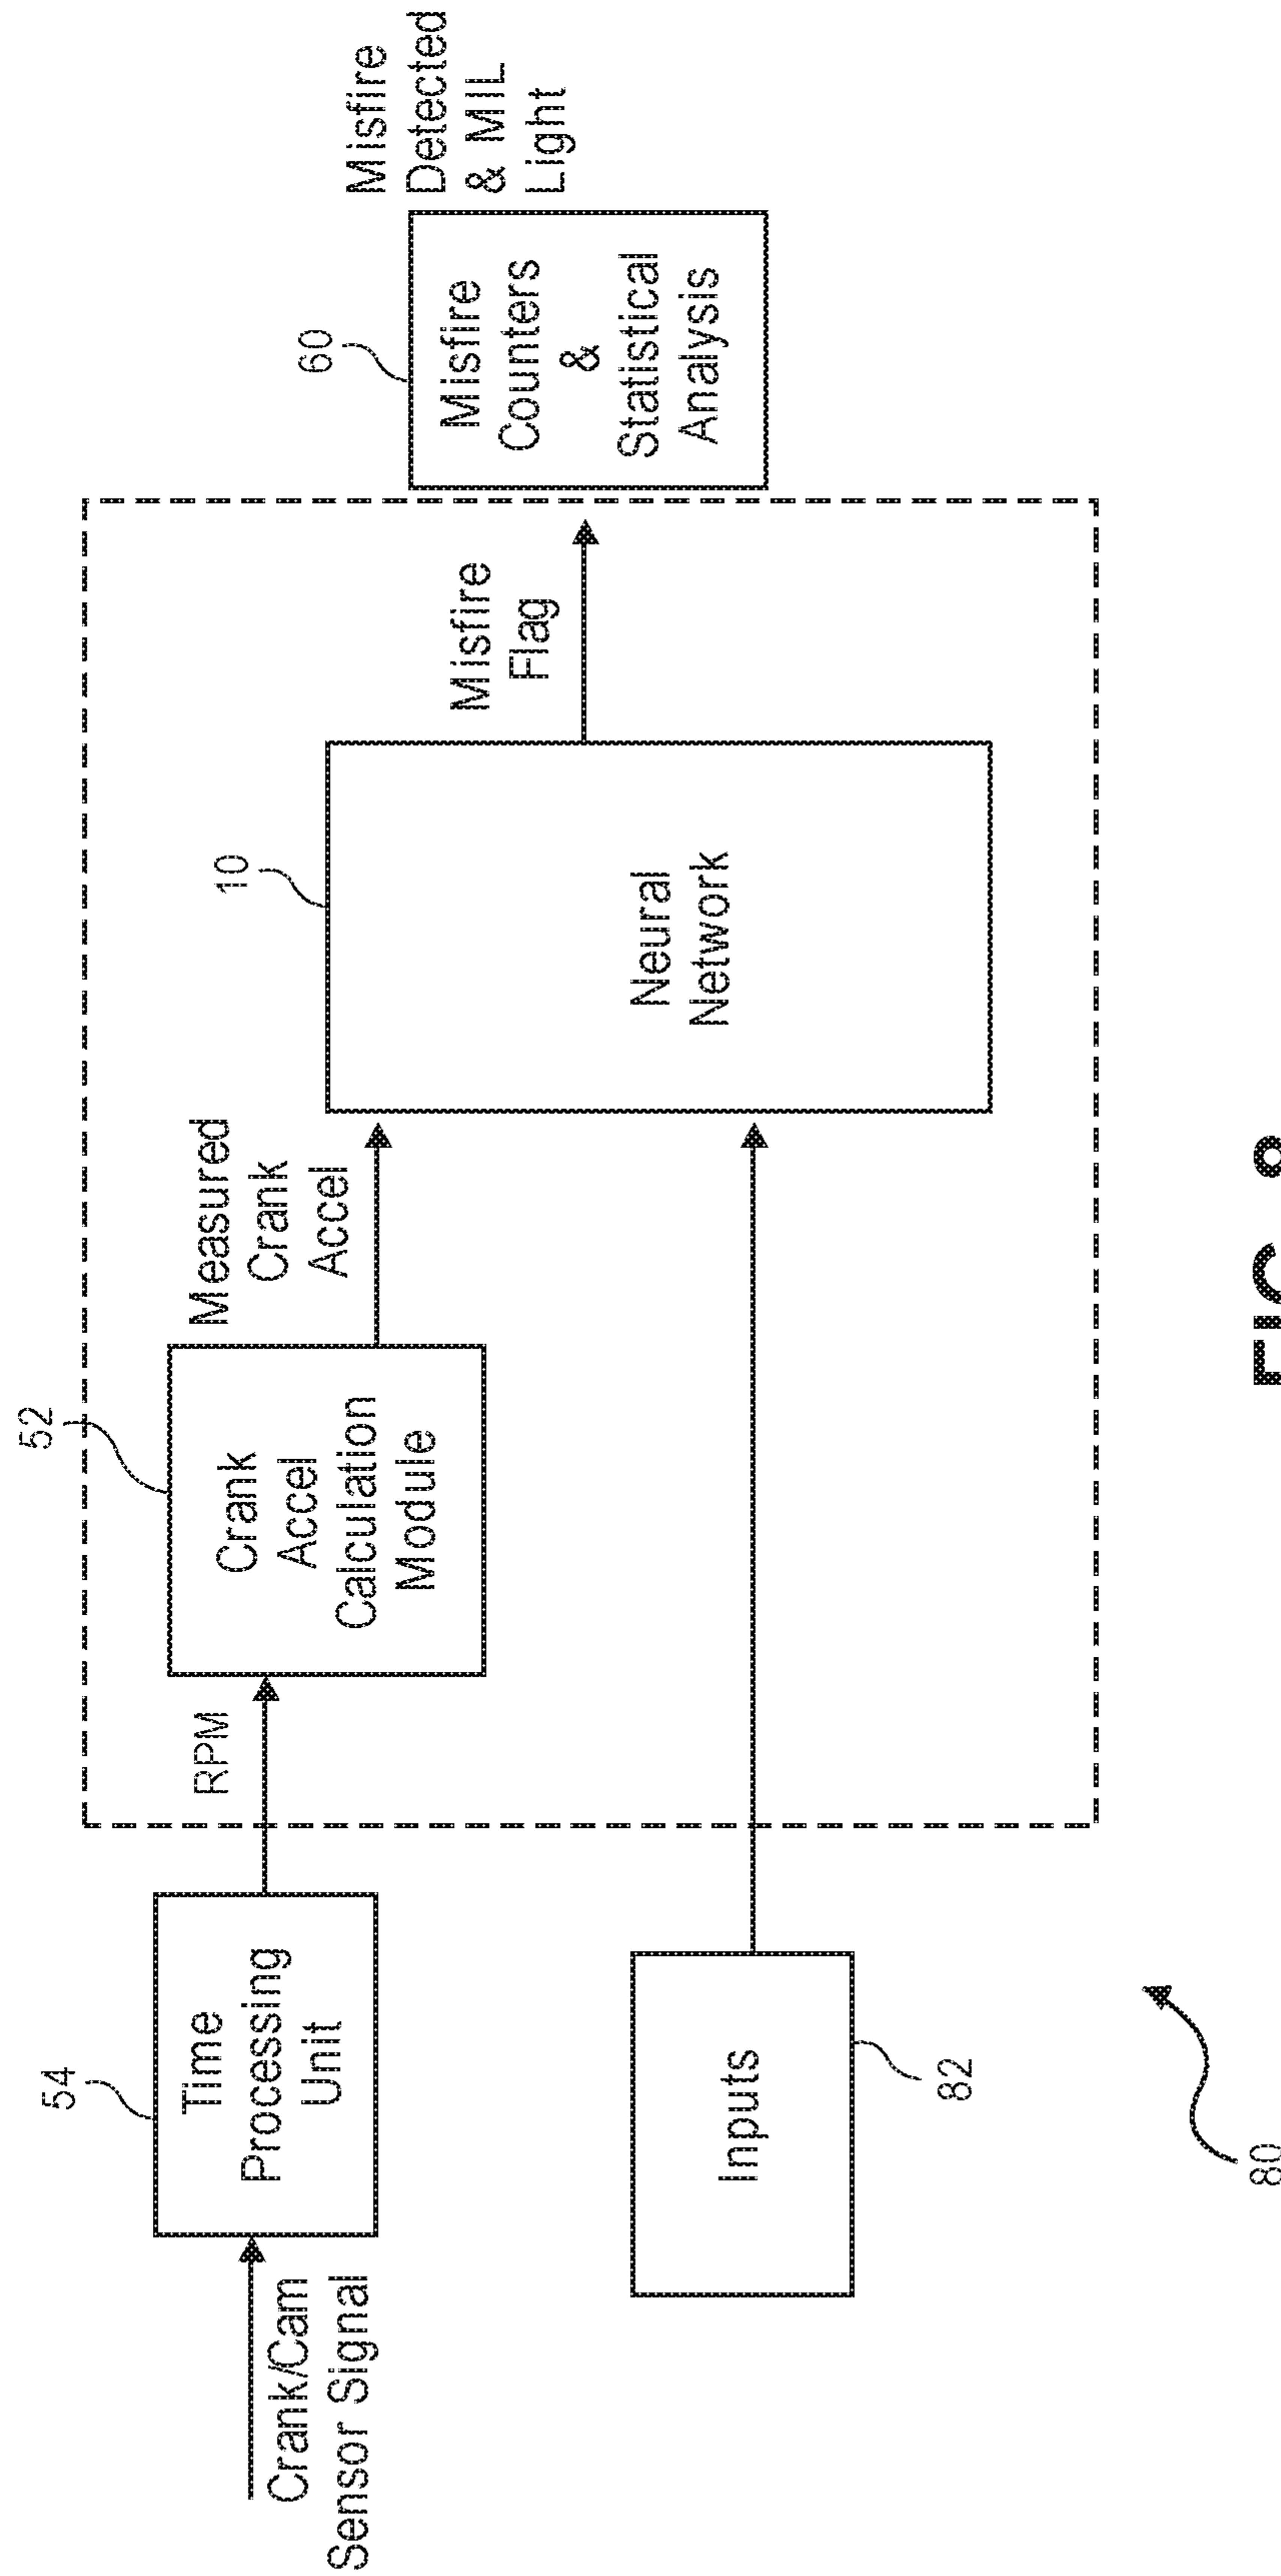 Crank/Cam
Sensor Signal
54
Time
Processing
Unit
RPM
52
Crank
Accel
Calculation
Module
Measured
Crank
Accel
10
Neural
Network
Misfire
Flag
60
Misfire
Counters
&
Statistical
Analysis
Misfire
Detected
& MIL
Light
Inputs
82
80